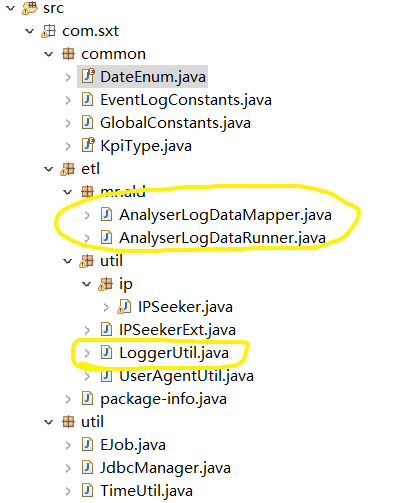 src
com.sxt
common
DateEnum.java
EventLogConstants.java
GlobalConstants.java
KpiType.java
etl
mr.ald
AnalyserLogDataMapper.java
AnalyserLogDataRunner.java
util
ip
IPSeeker.java
IPSeekerExt.java
LoggerUtil.java
UserAgentUtil.java
package-info.java
util
EJob.java
JdbcManager.java
TimeUtil.java